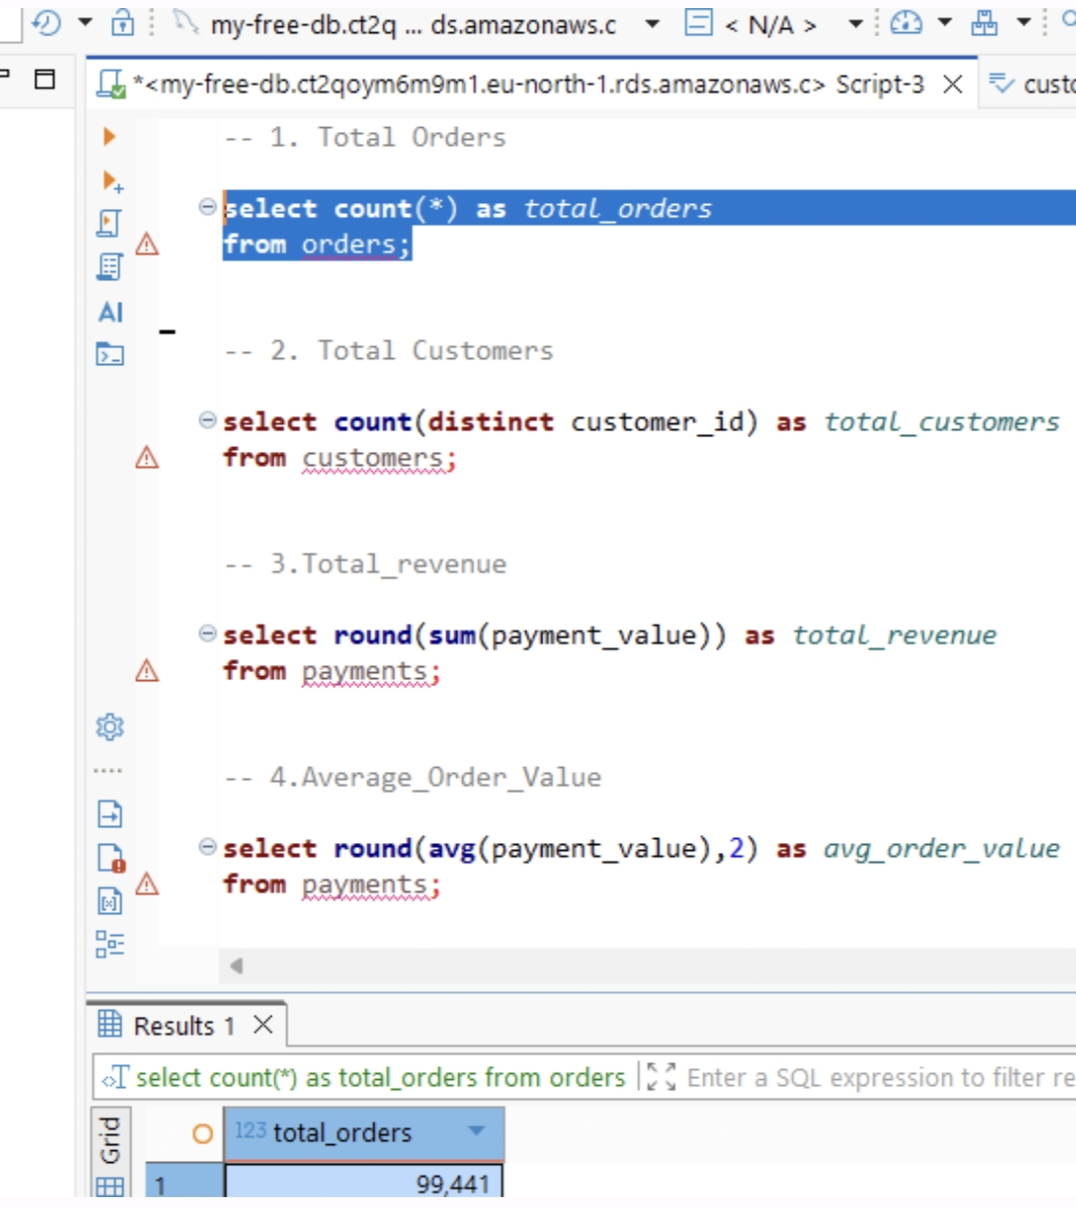 my-free-db.ct2q ... ds.amazonaws.c
< N/A >
*<my-free-db.ct2qoym6m9m1.eu-north-1.rds.amazonaws.c> Script-3
custo
-- 1. Total Orders
select count(*) as total_orders
from orders;
AI
-- 2. Total Customers
select count(distinct customer_id) as total_customers
from customers;
-- 3.Total_revenue
select round(sum(payment_value)) as total_revenue
from payments;
-- 4.Average_Order_Value
select round(avg(payment_value),2) as avg_order_value
from payments;
Results 1
select count(*) as total_orders from orders
Enter a SQL expression to filter re
Grid
123 total_orders
1
99,441